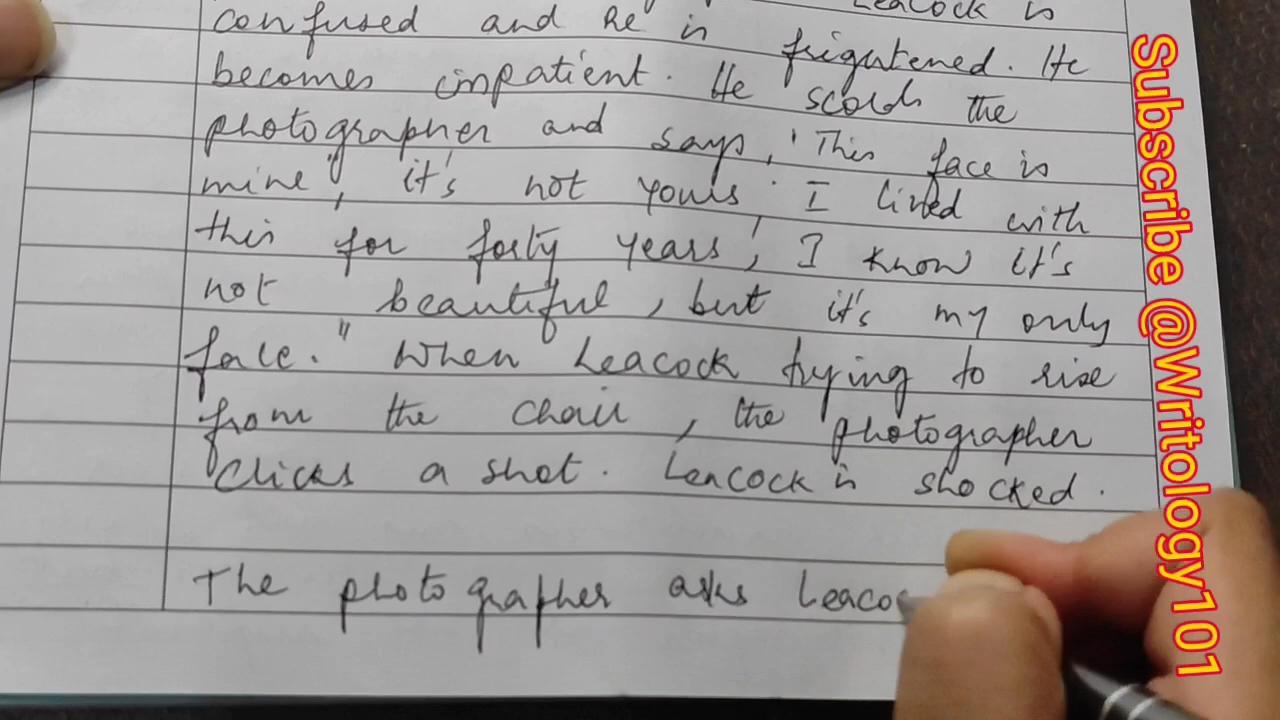 Leacock is
confused and he is frightened. He
becomes impatient. He scolds the
photographer and says, 'This face is
mine, it's not yours. I lived with
this for forty years', I know it's
not beautiful, but it's my only
face." When Leacock trying to rise
from the chair, the photographer
clicks a shot. Leacock is shocked.
The photographer asks Leaco
Subscribe @Writology101